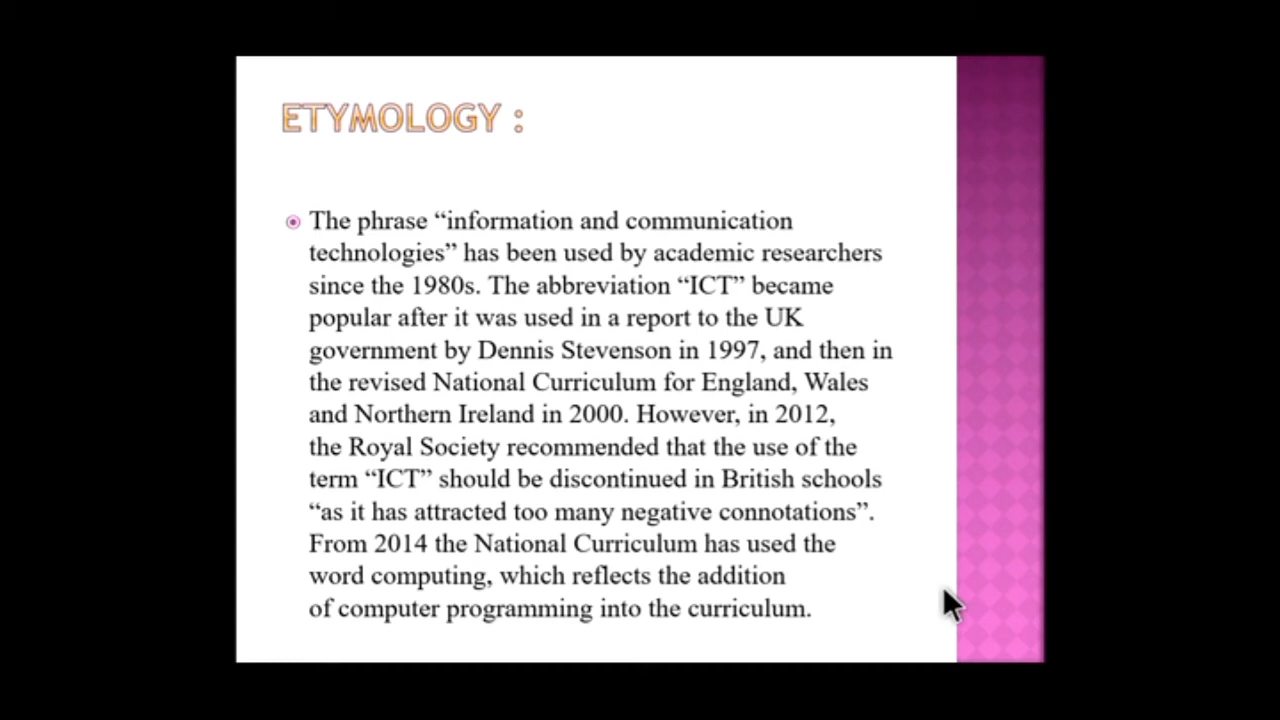 ETYMOLOGY :
The phrase “information and communication
technologies” has been used by academic researchers
since the 1980s. The abbreviation “ICT” became
popular after it was used in a report to the UK
government by Dennis Stevenson in 1997, and then in
the revised National Curriculum for England, Wales
and Northern Ireland in 2000. However, in 2012,
the Royal Society recommended that the use of the
term “ICT” should be discontinued in British schools
“as it has attracted too many negative connotations”.
From 2014 the National Curriculum has used the
word computing, which reflects the addition
of computer programming into the curriculum.